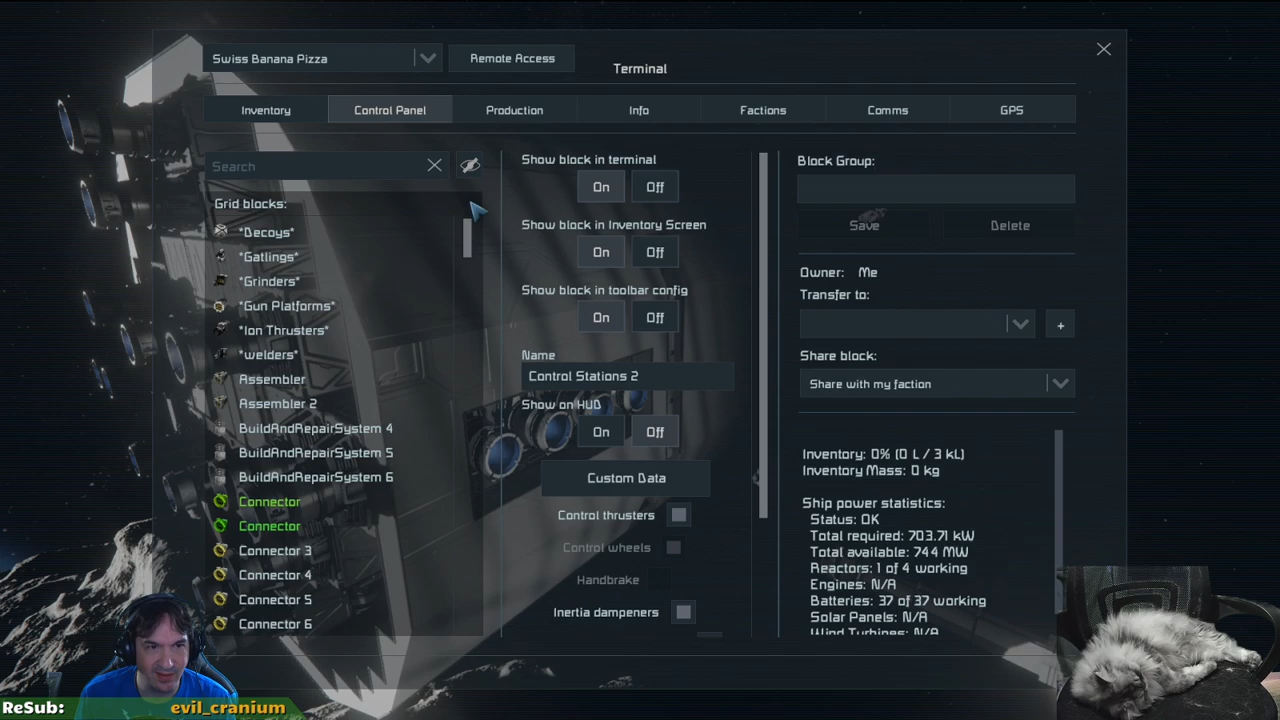 Swiss Banana Pizza
Remote Access
Terminal
Inventory
Control Panel
Production
Info
Factions
Comms
GPS
Search
Grid blocks:
*Decoys*
*Gatlings*
*Grinders*
*Gun Platforms*
*Ion Thrusters*
*welders*
Assembler
Assembler 2
BuildAndRepairSystem 4
BuildAndRepairSystem 5
BuildAndRepairSystem 6
Connector
Connector
Connector 3
Connector 4
Connector 5
Connector 6
Show block in terminal
On Off
Show block in Inventory Screen
On Off
Show block in toolbar config
On Off
Name
Control Stations 2
Show on HUD
On Off
Custom Data
Control thrusters
Control wheels
Handbrake
Inertia dampeners
Block Group:
Save Delete
Owner: Me
Transfer to:
+
Share block:
Share with my faction
Inventory: 0% (0 L / 3 kL)
Inventory Mass: 0 kg
Ship power statistics:
Status: OK
Total required: 703.71 kW
Total available: 744 MW
Reactors: 1 of 4 working
Engines: N/A
Batteries: 37 of 37 working
Solar Panels: N/A
Wind Turbines: N/A
ReSub: evil_cranium